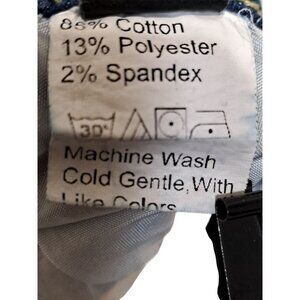 85% Cotton
13% Polyester
2% Spandex
30°
Machine Wash
Cold Gentle, With
Like Colors